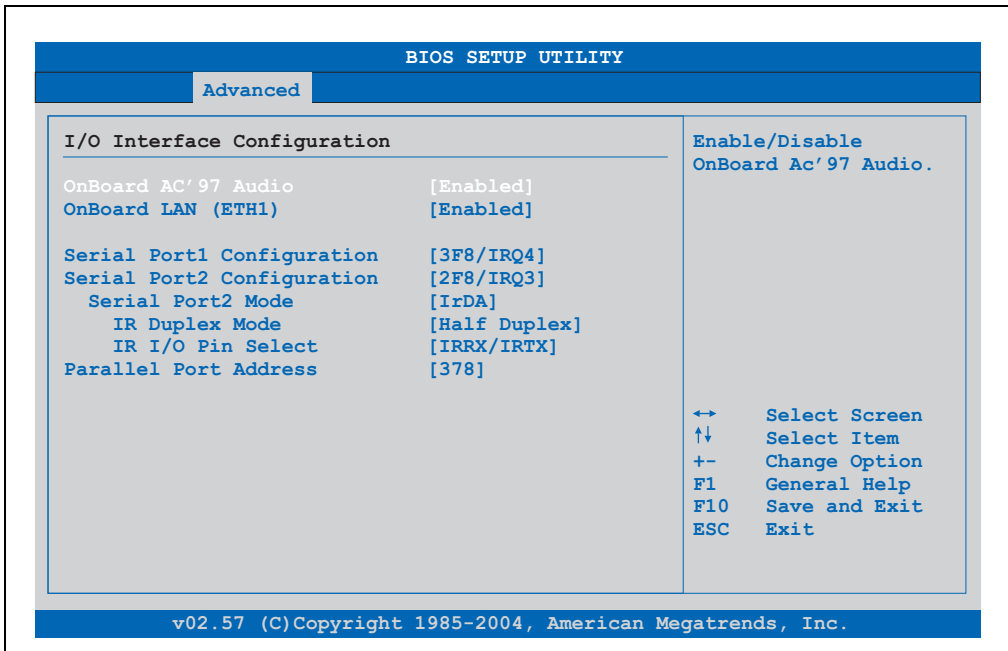 BIOS SETUP UTILITY
Advanced
I/O Interface Configuration
OnBoard AC'97 Audio [Enabled]
OnBoard LAN (ETH1) [Enabled]
Serial Port1 Configuration [3F8/IRQ4]
Serial Port2 Configuration [2F8/IRQ3]
Serial Port2 Mode [IrDA]
IR Duplex Mode [Half Duplex]
IR I/O Pin Select [IRRX/IRTX]
Parallel Port Address [378]
Enable/Disable
OnBoard Ac'97 Audio.
↔ Select Screen
↑↓ Select Item
+- Change Option
F1 General Help
F10 Save and Exit
ESC Exit
v02.57 (C)Copyright 1985-2004, American Megatrends, Inc.